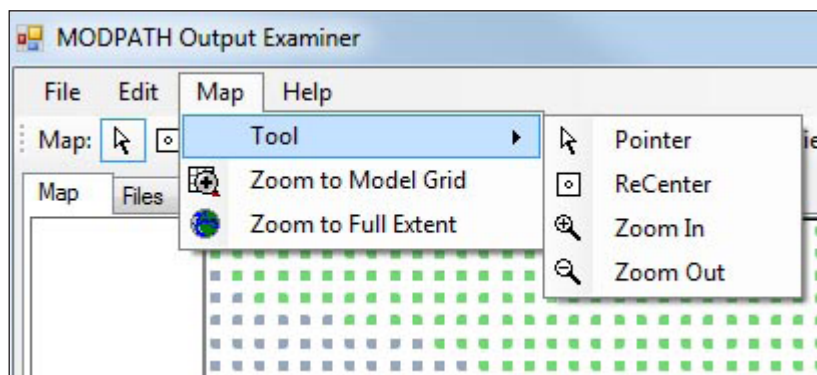 MODPATH Output Examiner
File Edit Map Help
Map:
Tool
Zoom to Model Grid
Zoom to Full Extent
Pointer
ReCenter
Zoom In
Zoom Out
Map Files